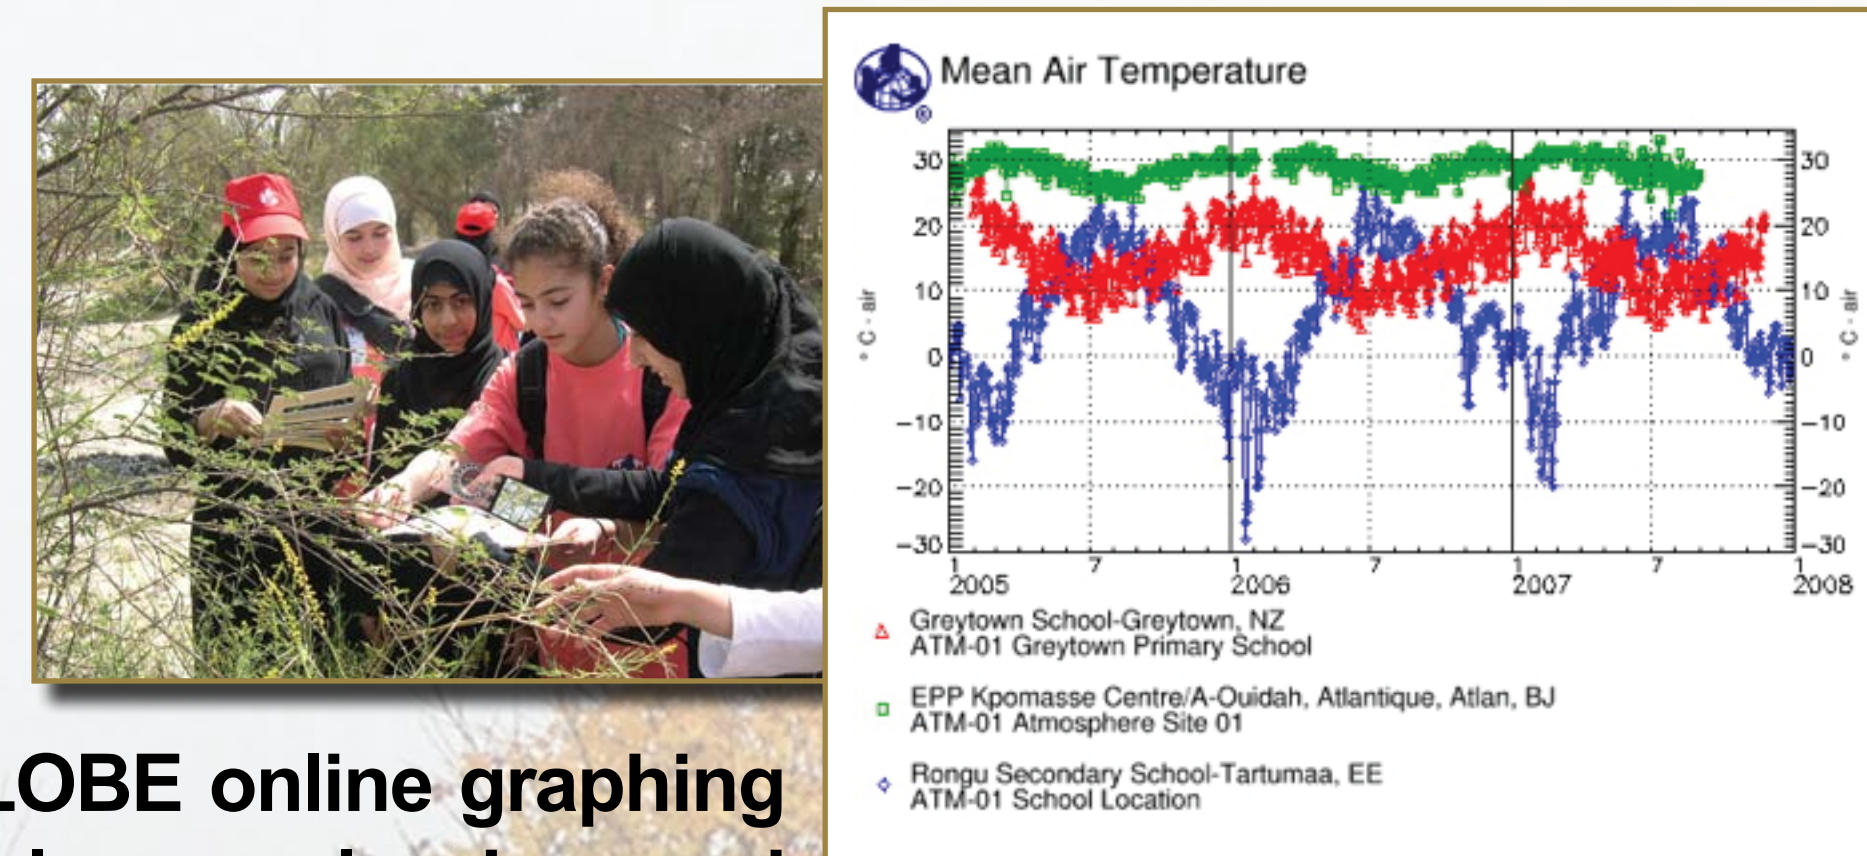 Mean Air Temperature
®
30
20
10
0
−10
−20
−30
° C - air
30
20
10
0
−10
−20
−30
° C - air
1
7
1
7
1
7
1
2005
2006
2007
2008
Greytown School-Greytown, NZ
ATM-01 Greytown Primary School
EPP Kpomasse Centre/A-Ouidah, Atlantique, Atlan, BJ
ATM-01 Atmosphere Site 01
Rongu Secondary School-Tartumaa, EE
ATM-01 School Location
LOBE online graphing